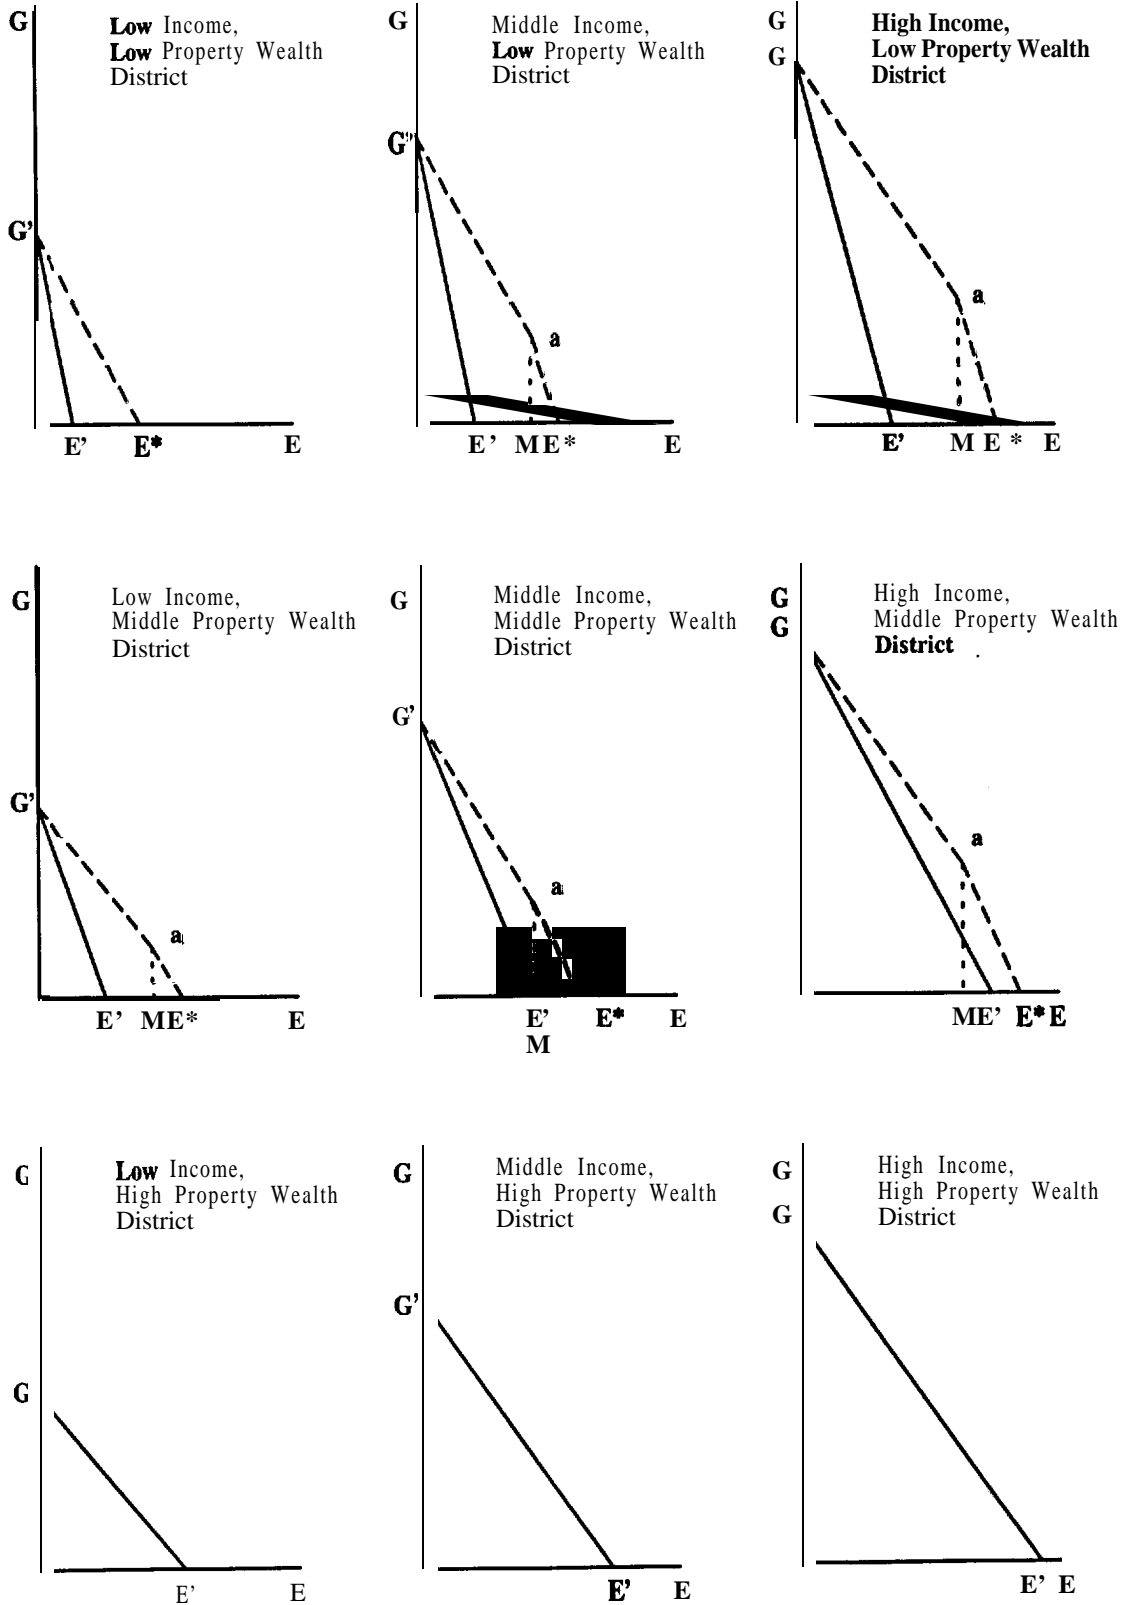 G
Low Income,
Low Property Wealth
District
G'
E'
E*
E
G
Middle Income,
Low Property Wealth
District
G'
a
E'
M E*
E
G
High Income,
Low Property Wealth
District
G
a
E'
M E *
E
G
Low Income,
Middle Property Wealth
District
G'
a
E'
M E*
E
G
Middle Income,
Middle Property Wealth
District
G'
a
E'
E*
E
M
G
High Income,
Middle Property Wealth
District
G
a
M E'
E* E
G
Low Income,
High Property Wealth
District
G
E'
E
G
Middle Income,
High Property Wealth
District
G'
E'
E
G
High Income,
High Property Wealth
District
G
E' E